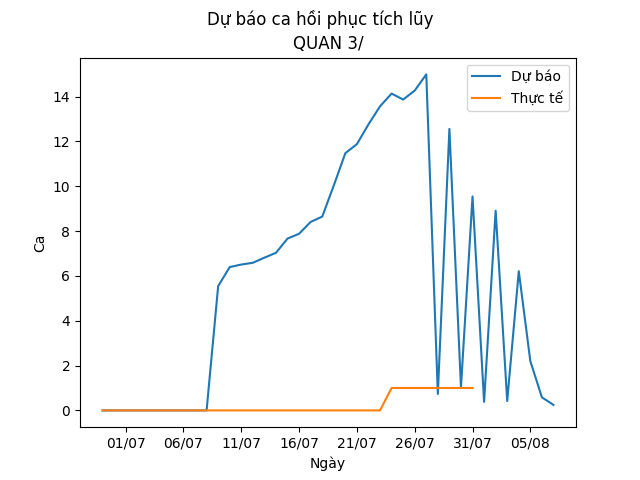 Dự báo ca hồi phục tích lũy
QUAN 3/
Dự báo
Thực tế
14
12
10
8
6
4
2
0
Ca
01/07 06/07 11/07 16/07 21/07 26/07 31/07 05/08
Ngày